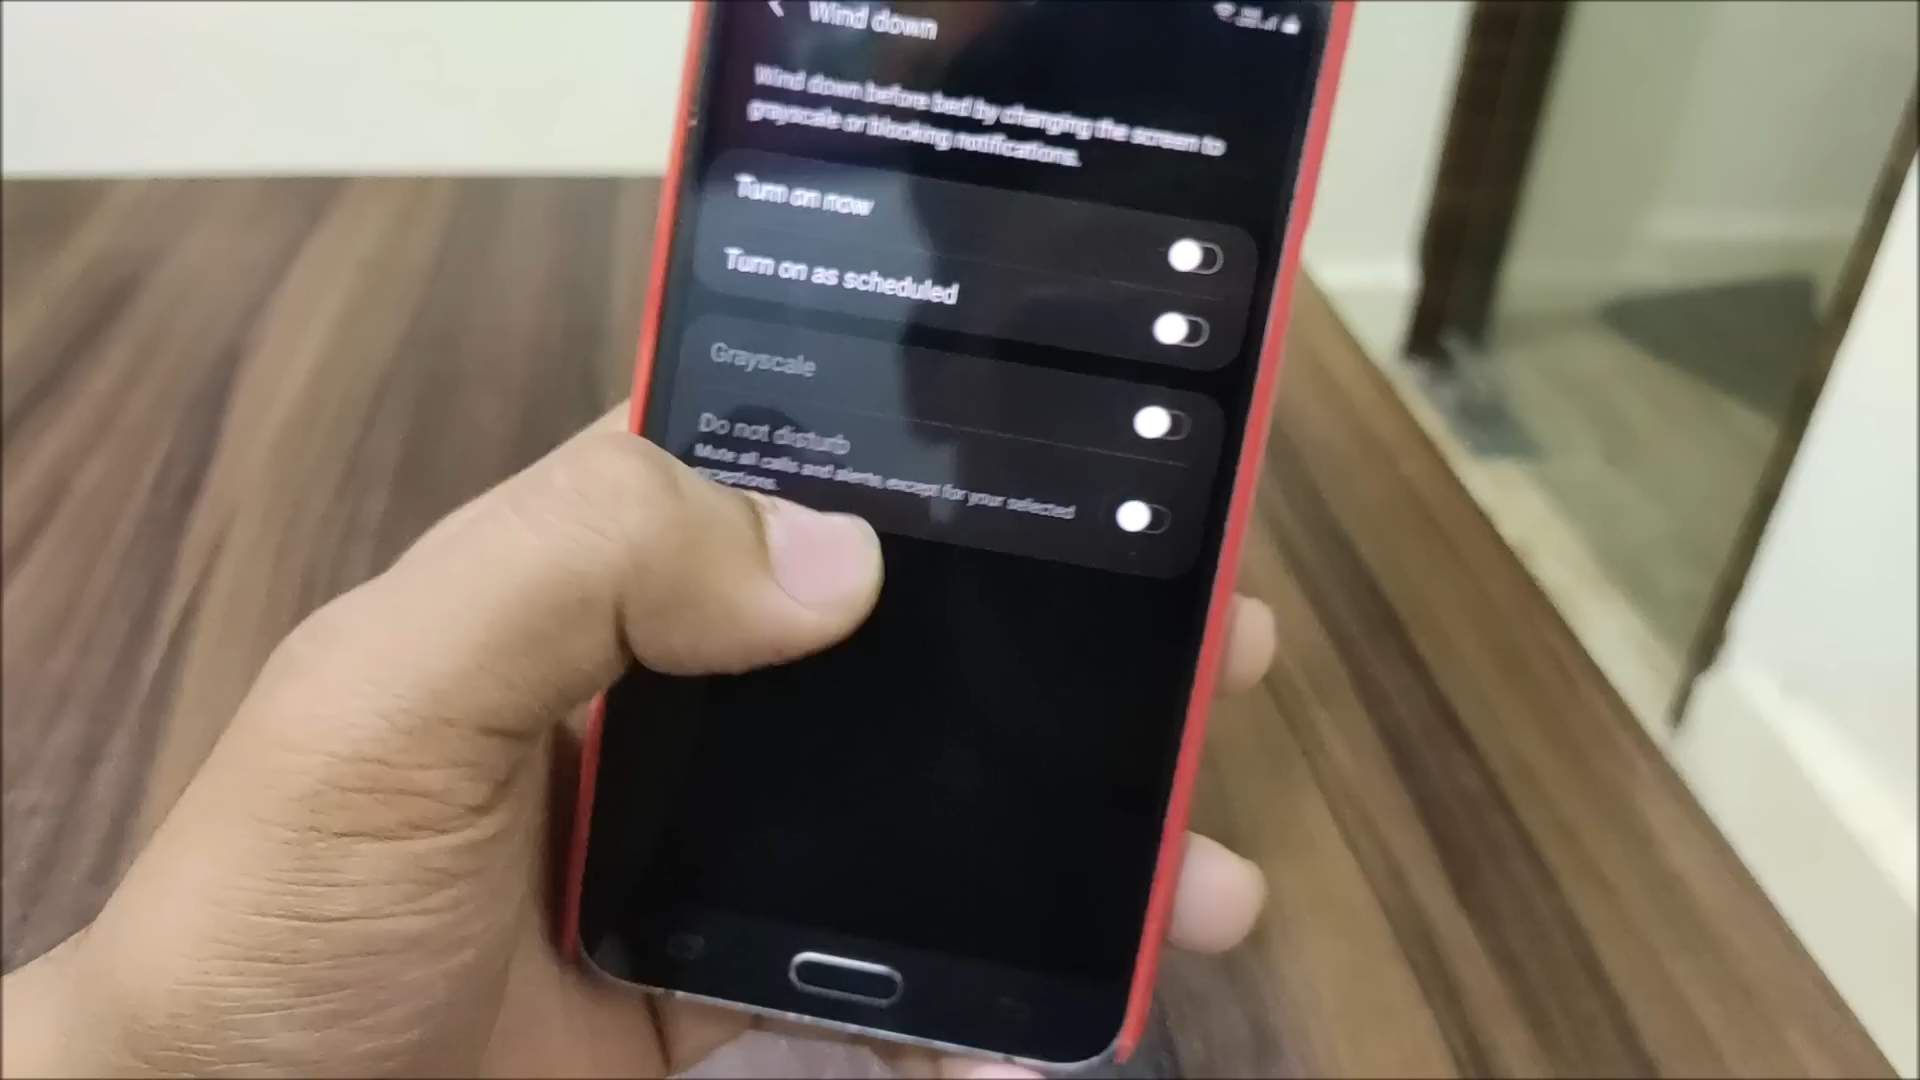 Wind down
Wind down before bed by changing the screen to
grayscale or blocking notifications.
Turn on now
Turn on as scheduled
Grayscale
Do not disturb
Mute all calls and alerts except for your selected
exceptions.